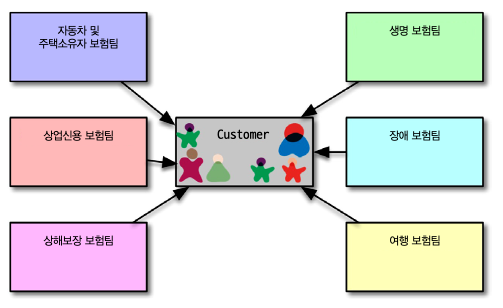 자동차 및
주택소유자 보험팀
생명 보험팀
상업신용 보험팀
Customer
장애 보험팀
상해보장 보험팀
여행 보험팀